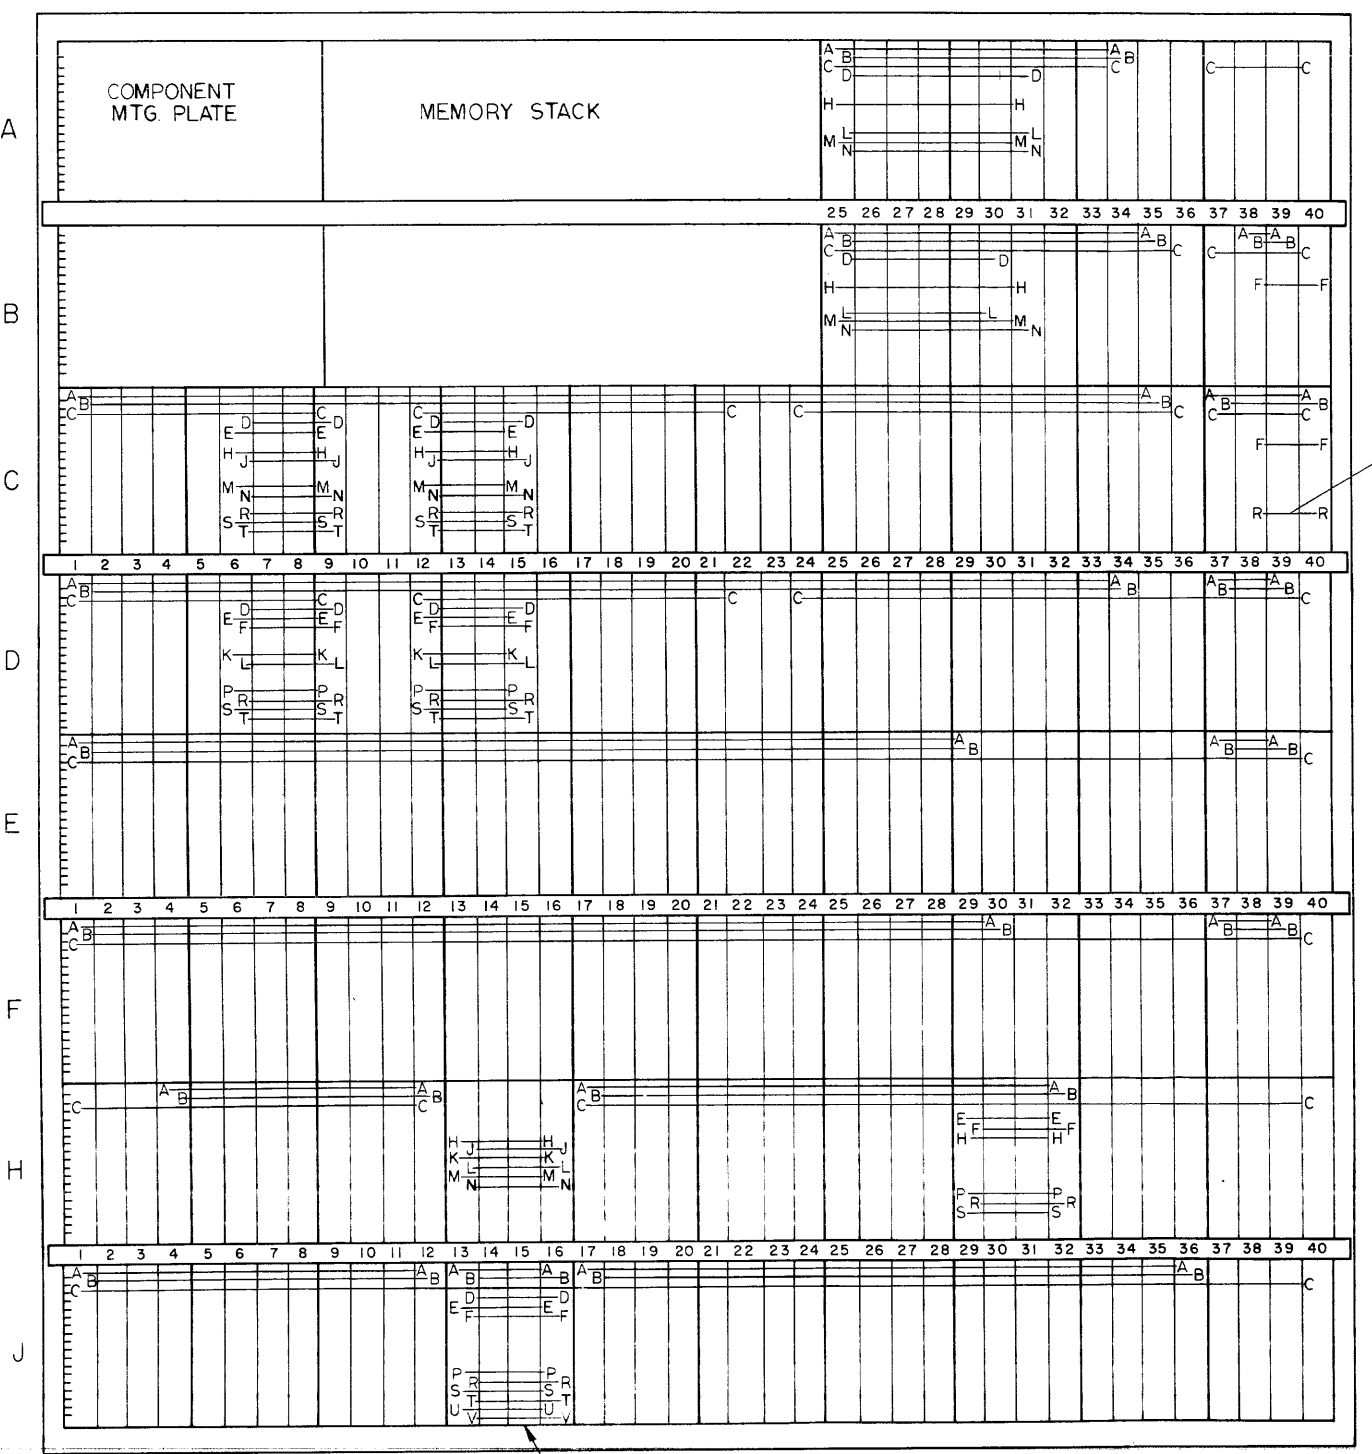 A
COMPONENT
MTG. PLATE
MEMORY STACK
A A
B B
C C C C
D D
H H
L L
M M
N N
25 26 27 28 29 30 31 32 33 34 35 36 37 38 39 40
B
A A A A
B B B B
C C C C
D D
H H F F
L L
M M
N N
C
A A A A
B B B B
C C C C C C C C
D D D D
E E E E F F
H H H H
J J J J
M M M M
N N N N
R R R R R R
S S S S
T T T T
1 2 3 4 5 6 7 8 9 10 11 12 13 14 15 16 17 18 19 20 21 22 23 24 25 26 27 28 29 30 31 32 33 34 35 36 37 38 39 40
D
A A A A
B B B B
C C C C C C
D D D D
E E E E
F F F F
K K K K
L L L L
P P P P
R R R R
S S S S
T T T T
E
A A A A
B B B B
C C
1 2 3 4 5 6 7 8 9 10 11 12 13 14 15 16 17 18 19 20 21 22 23 24 25 26 27 28 29 30 31 32 33 34 35 36 37 38 39 40
F
A A A A
B B B B
C C
H
A A A A
B B B B
C C C C
E E
F F
H H H H
J J
K K
L L
M M
N N
P P
R R
S S
1 2 3 4 5 6 7 8 9 10 11 12 13 14 15 16 17 18 19 20 21 22 23 24 25 26 27 28 29 30 31 32 33 34 35 36 37 38 39 40
J
A A A A A A
B B B B B B
C C
D D
E E
F F
P P
R R
S S
T T
U U
V V